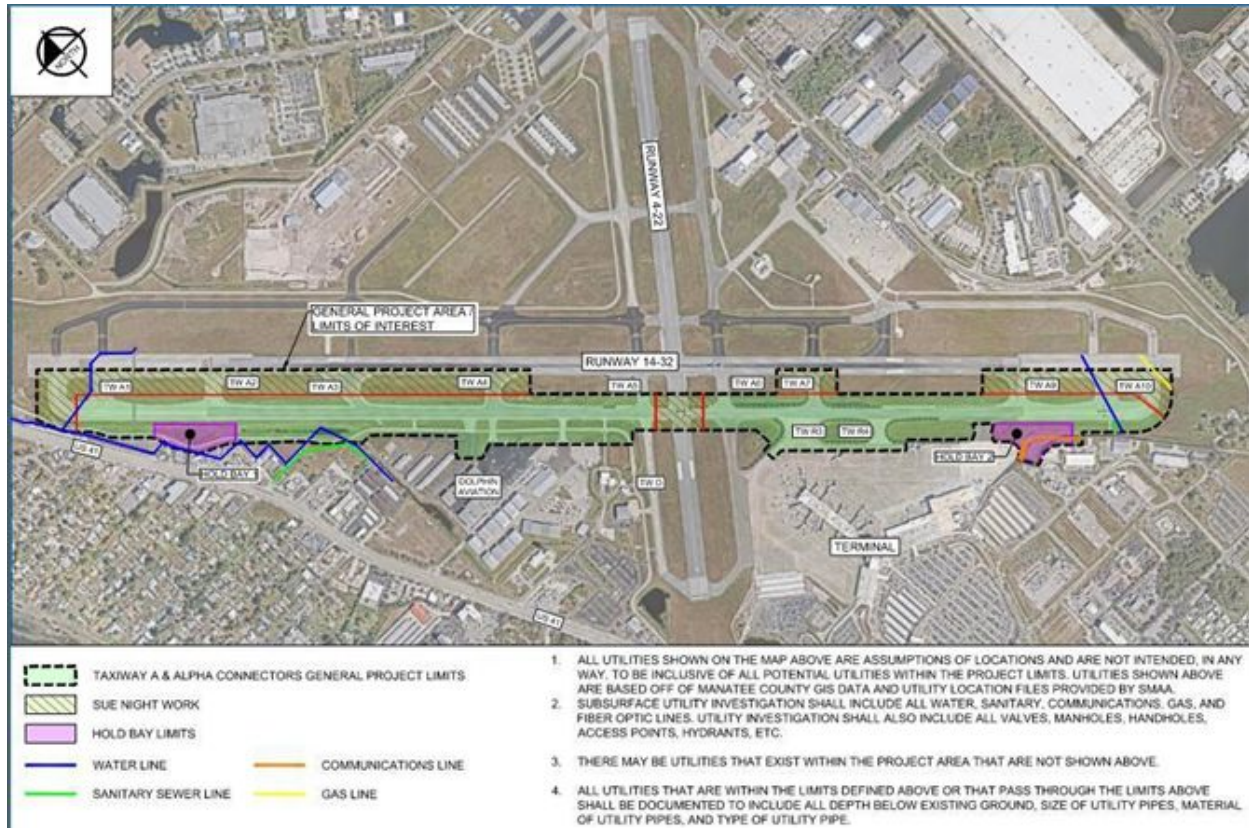 NORTH
RUNWAY 4-22
GENERAL PROJECT AREA /
LIMITS OF INTEREST
RUNWAY 14-32
TW A1
TW A2
TW A3
TW A4
TW A5
TW A6
TW A7
TW A9
TW A10
TW R3
TW R4
US 41
HOLD BAY 1
HOLD BAY 2
DOLPHIN
AVIATION
TW D
TERMINAL
US 41
TAXIWAY A & ALPHA CONNECTORS GENERAL PROJECT LIMITS
SUE NIGHT WORK
HOLD BAY LIMITS
WATER LINE
COMMUNICATIONS LINE
SANITARY SEWER LINE
GAS LINE
1. ALL UTILITIES SHOWN ON THE MAP ABOVE ARE ASSUMPTIONS OF LOCATIONS AND ARE NOT INTENDED, IN ANY
WAY, TO BE INCLUSIVE OF ALL POTENTIAL UTILITIES WITHIN THE PROJECT LIMITS. UTILITIES SHOWN ABOVE
ARE BASED OFF OF MANATEE COUNTY GIS DATA AND UTILITY LOCATION FILES PROVIDED BY SMAA.
2. SUBSURFACE UTILITY INVESTIGATION SHALL INCLUDE ALL WATER, SANITARY, COMMUNICATIONS, GAS, AND
FIBER OPTIC LINES. UTILITY INVESTIGATION SHALL ALSO INCLUDE ALL VALVES, MANHOLES, HANDHOLES,
ACCESS POINTS, HYDRANTS, ETC.
3. THERE MAY BE UTILITIES THAT EXIST WITHIN THE PROJECT AREA THAT ARE NOT SHOWN ABOVE.
4. ALL UTILITIES THAT ARE WITHIN THE LIMITS DEFINED ABOVE OR THAT PASS THROUGH THE LIMITS ABOVE
SHALL BE DOCUMENTED TO INCLUDE ALL DEPTH BELOW EXISTING GROUND, SIZE OF UTILITY PIPES, MATERIAL
OF UTILITY PIPES, AND TYPE OF UTILITY PIPE.